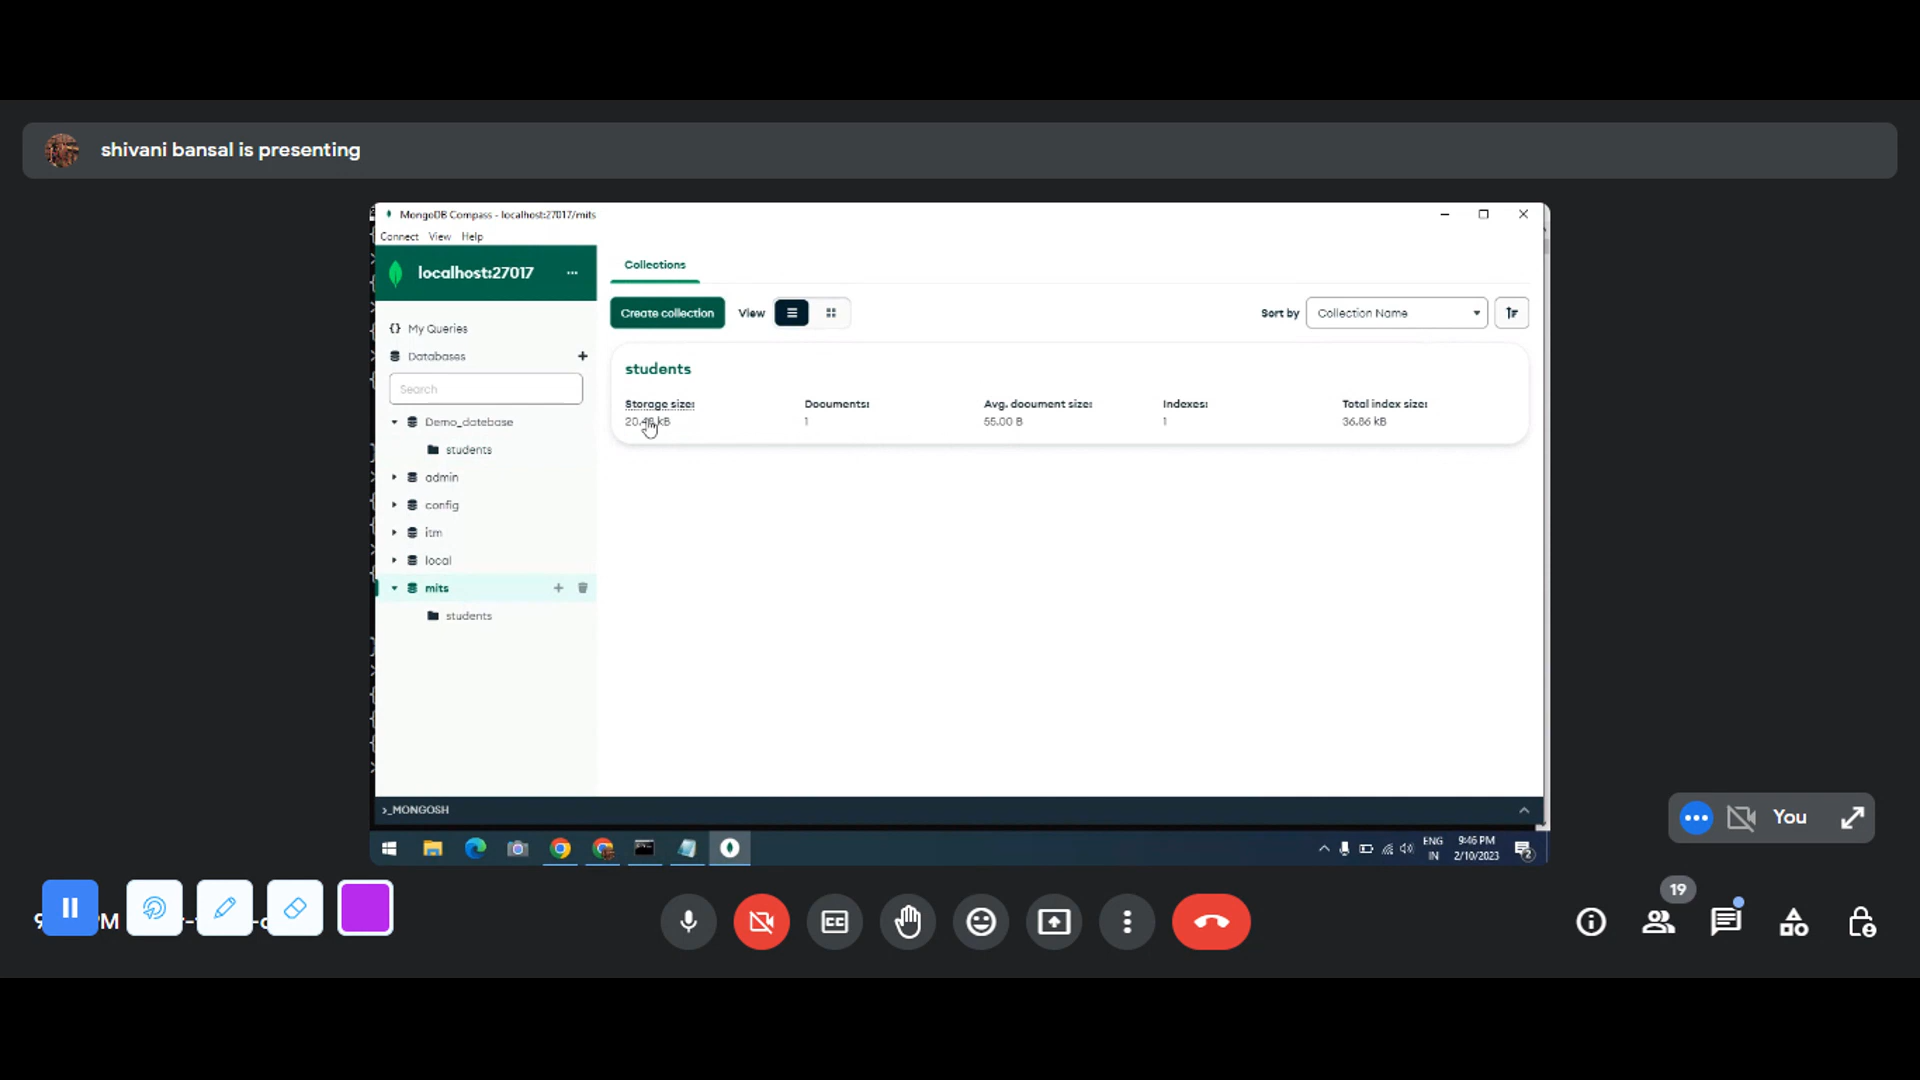 shivani bansal is presenting
MongoDB Compass - localhost:27017/mits
Connect View Help
localhost:27017 ...
Collections
Create collection View Sort by Collection Name
{} My Queries
Databases +
Search
Demo_datebase
students
admin
config
itm
local
mits
students
students
Storage size: Documents: Avg. document size: Indexes: Total index size:
1 55.00 B 1 36.86 kB
>_MONGOSH
ENG
IN
9:46 PM
2/10/2023
2
You
19
CC